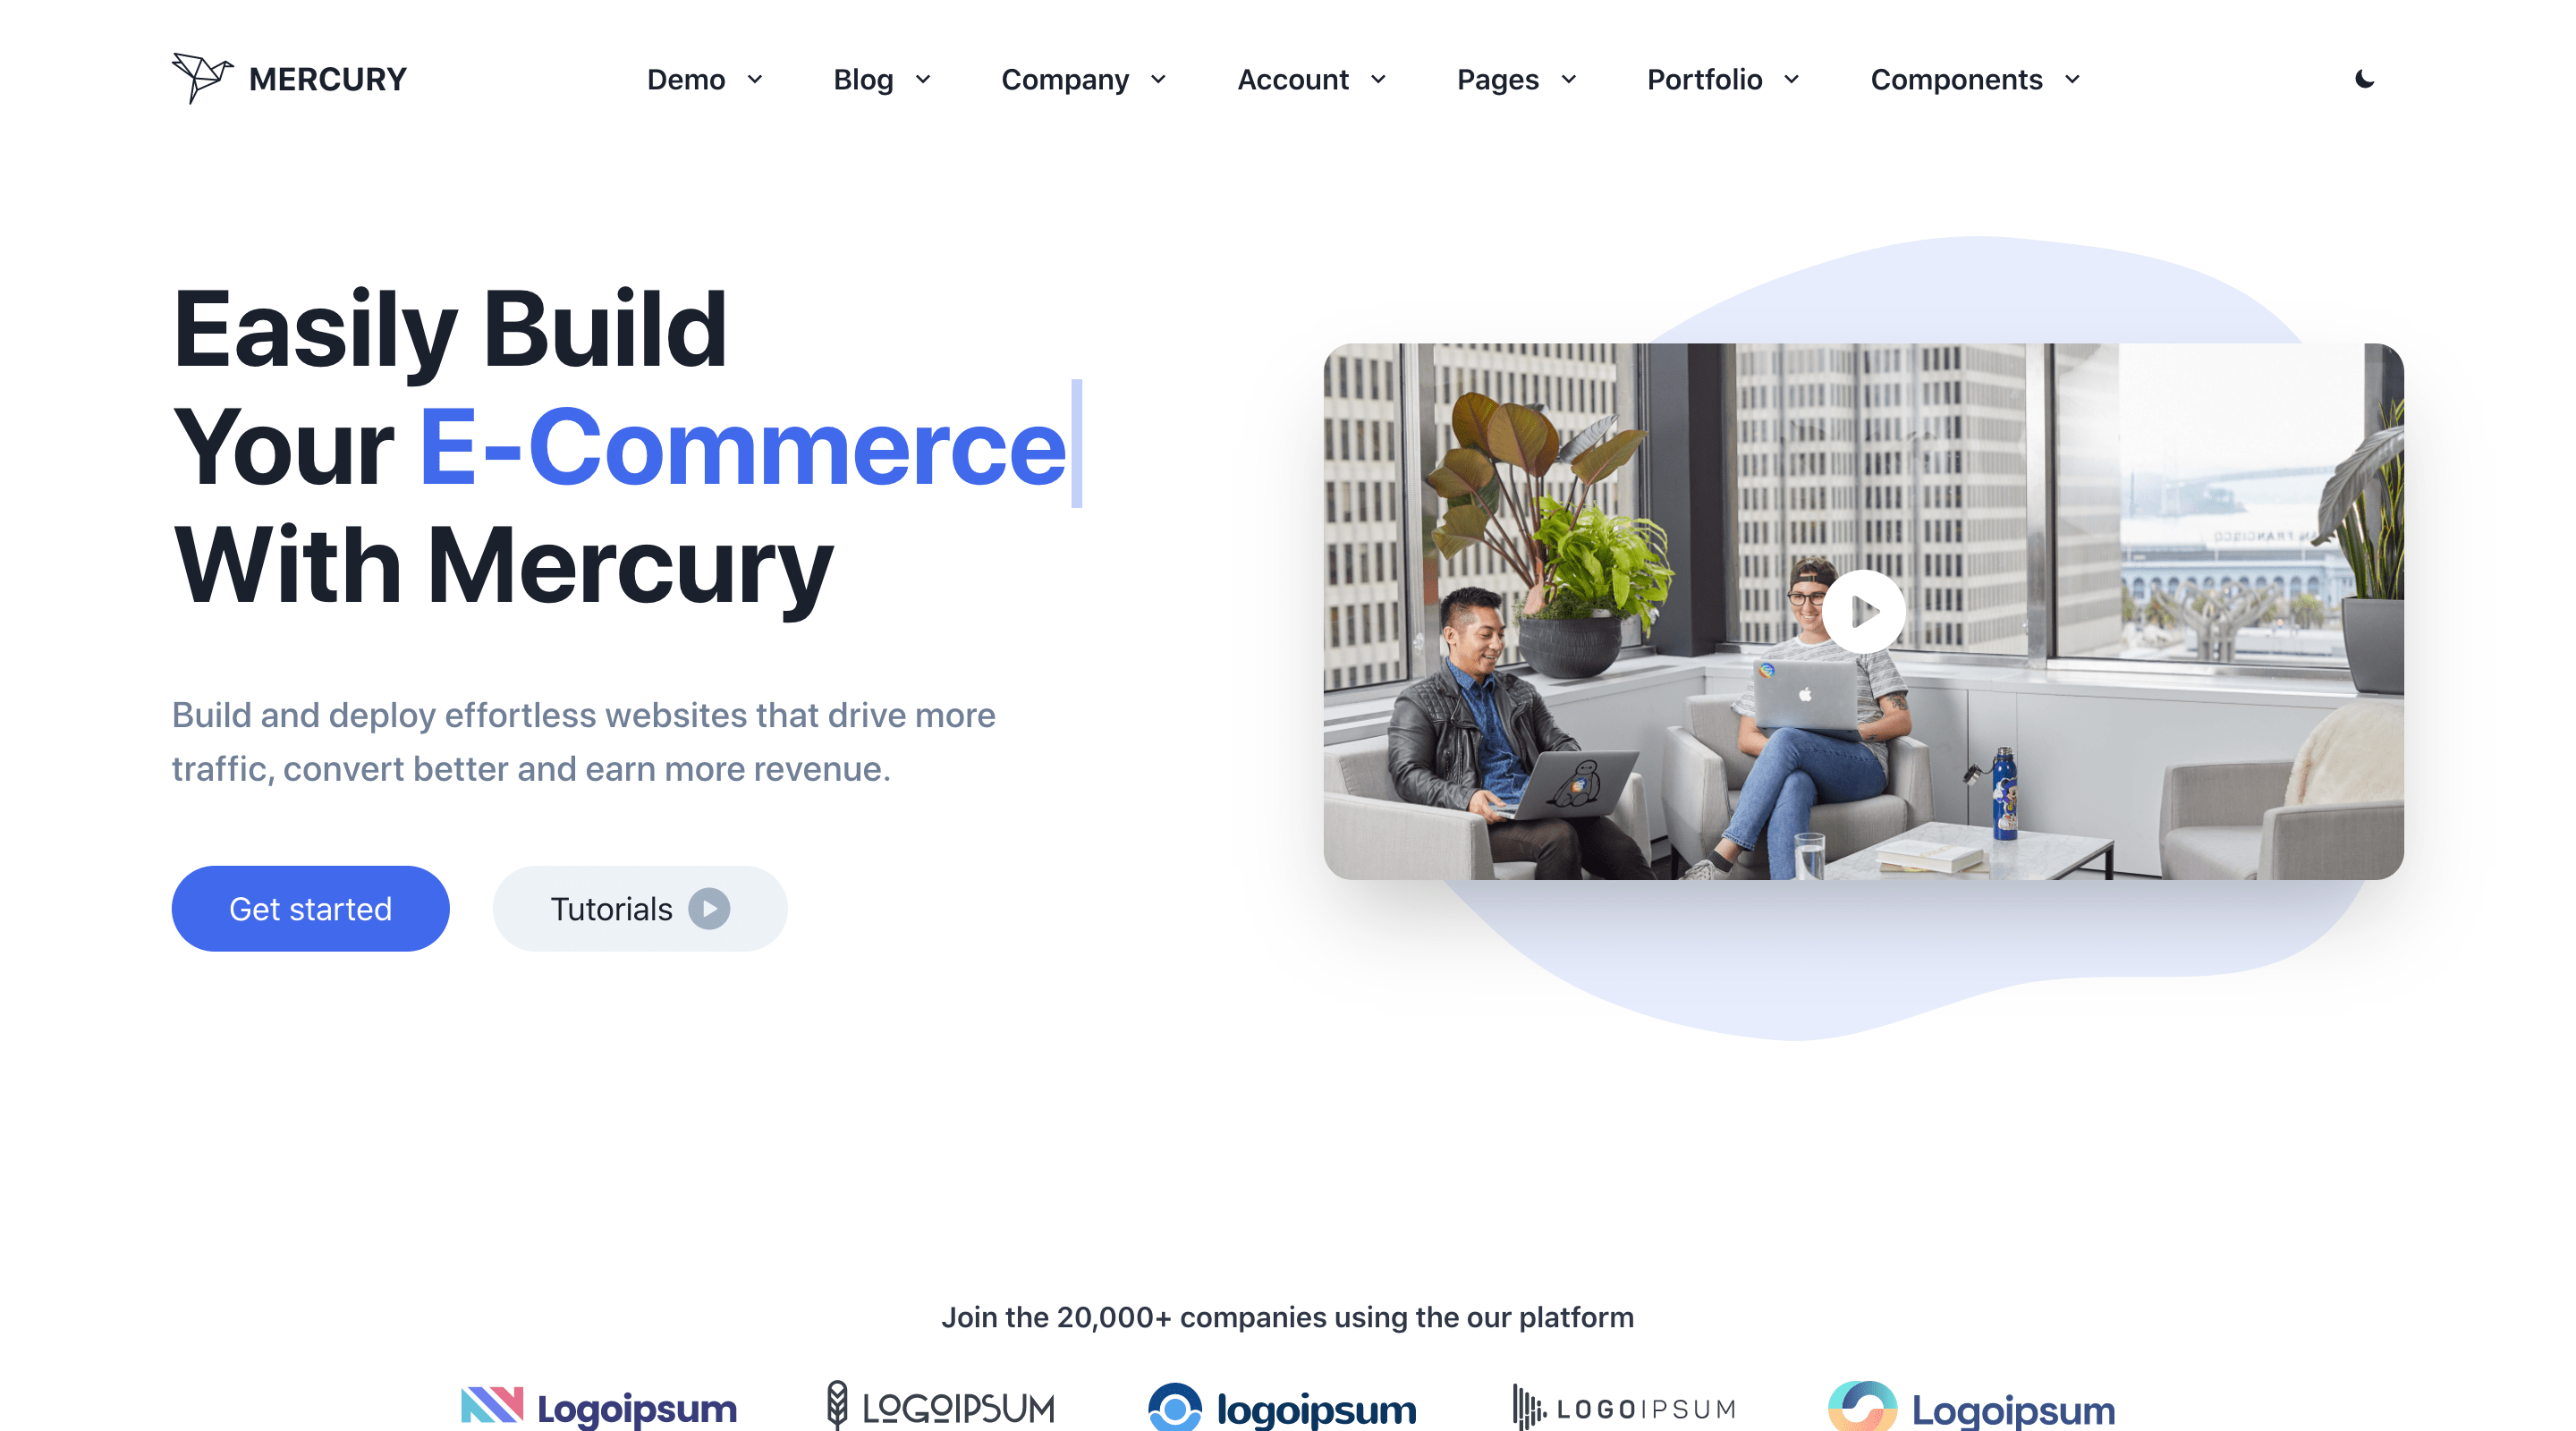 MERCURY
Demo Blog Company Account Pages Portfolio Components
Easily Build
Your E-Commerce
With Mercury
Build and deploy effortless websites that drive more
traffic, convert better and earn more revenue.
Get started
Tutorials
SAN FRANCISCO
Join the 20,000+ companies using the our platform
Logoipsum LOGOIPSUM logoipsum LOGOIPSUM Logoipsum